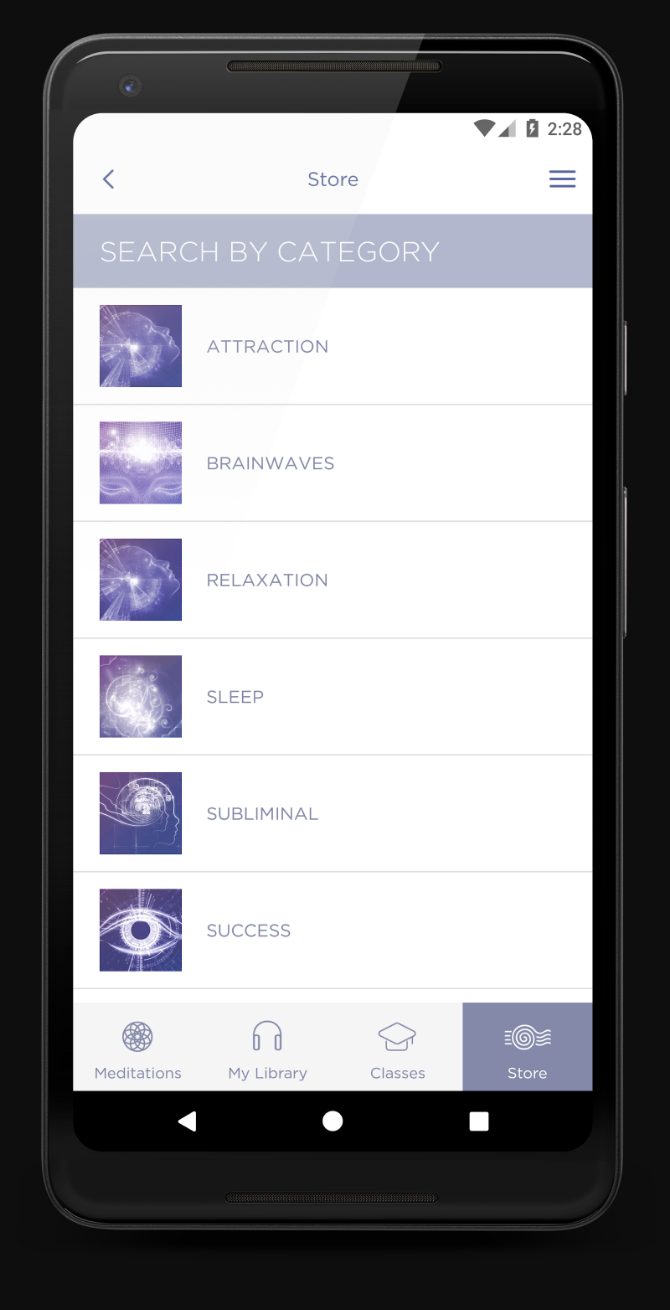 2:28
Store
SEARCH BY CATEGORY
ATTRACTION
BRAINWAVES
RELAXATION
SLEEP
SUBLIMINAL
SUCCESS
Meditations
My Library
Classes
Store